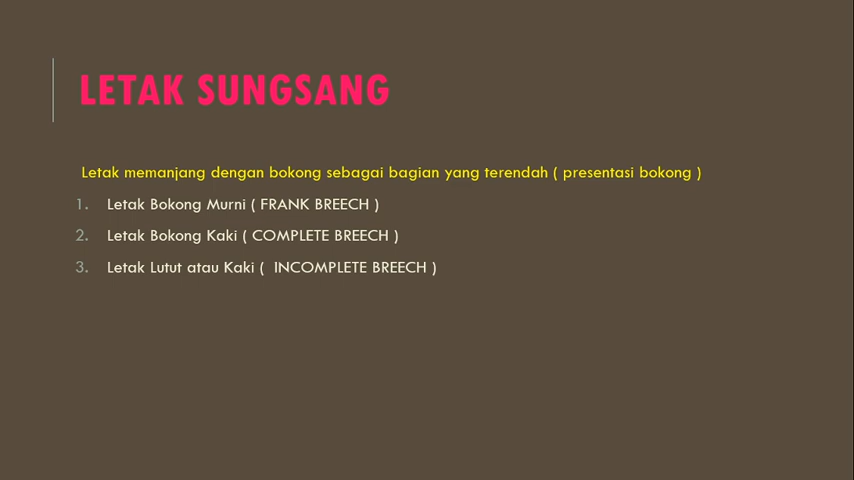 LETAK SUNGSANG
Letak memanjang dengan bokong sebagai bagian yang terendah ( presentasi bokong )
1. Letak Bokong Murni ( FRANK BREECH )
2. Letak Bokong Kaki ( COMPLETE BREECH )
3. Letak Lutut atau Kaki ( INCOMPLETE BREECH )